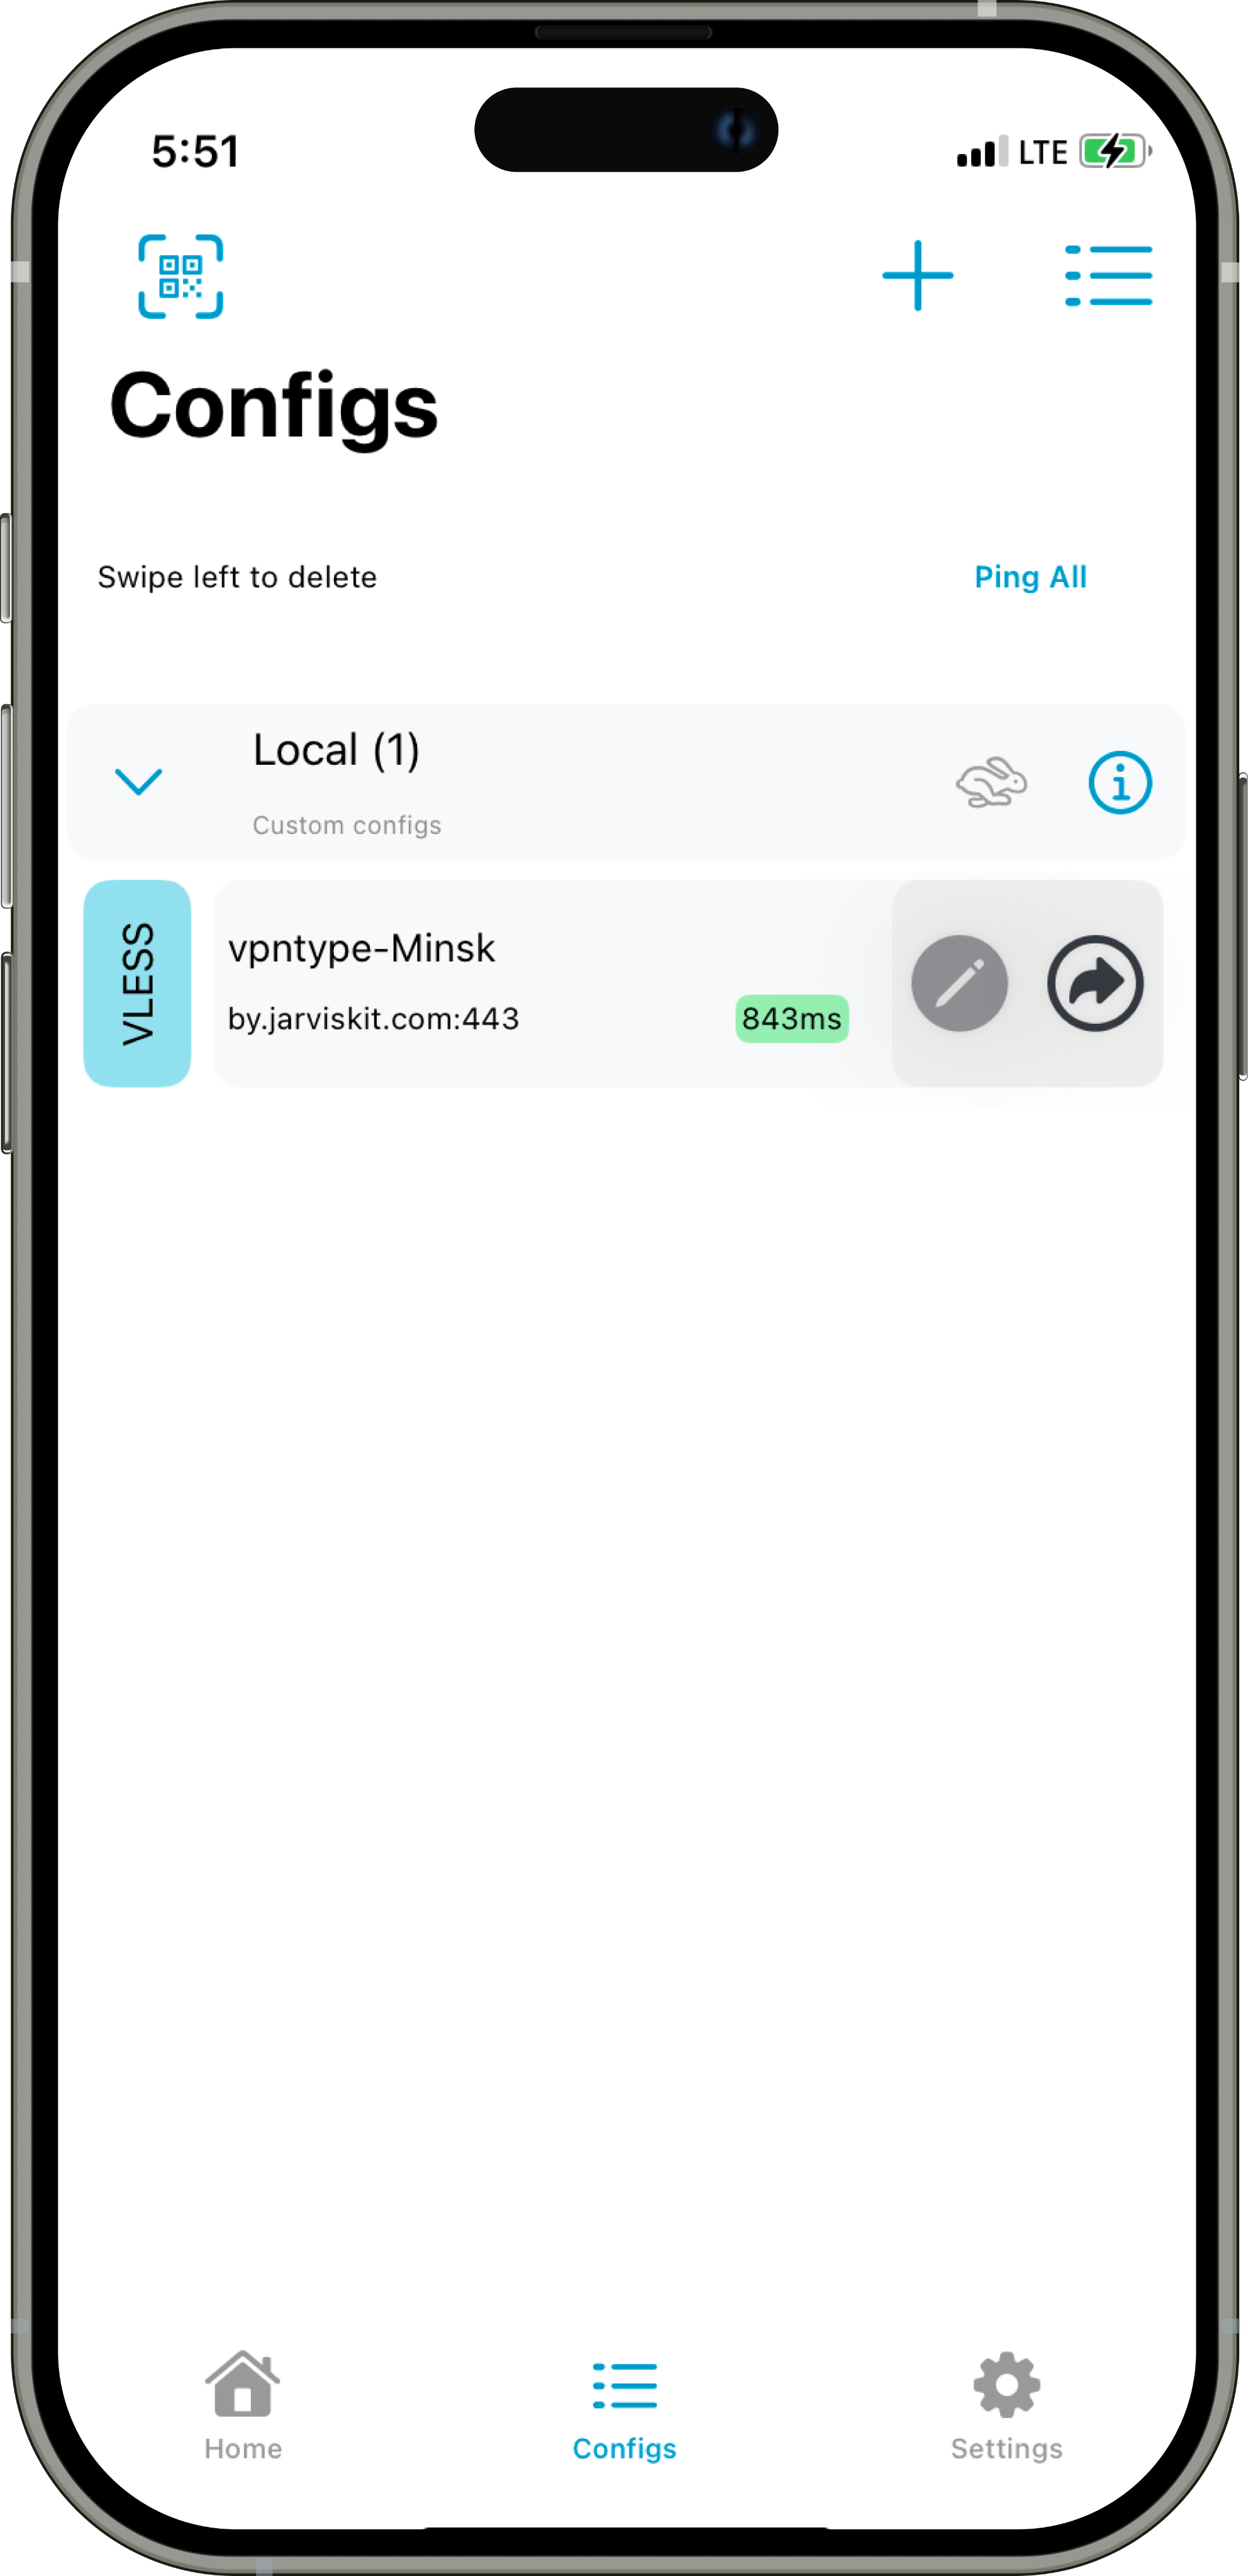 5:51
LTE
Configs
Swipe left to delete
Ping All
Local (1)
Custom configs
VLESS
vpntype-Minsk
by.jarviskit.com:443
843ms
Home
Configs
Settings